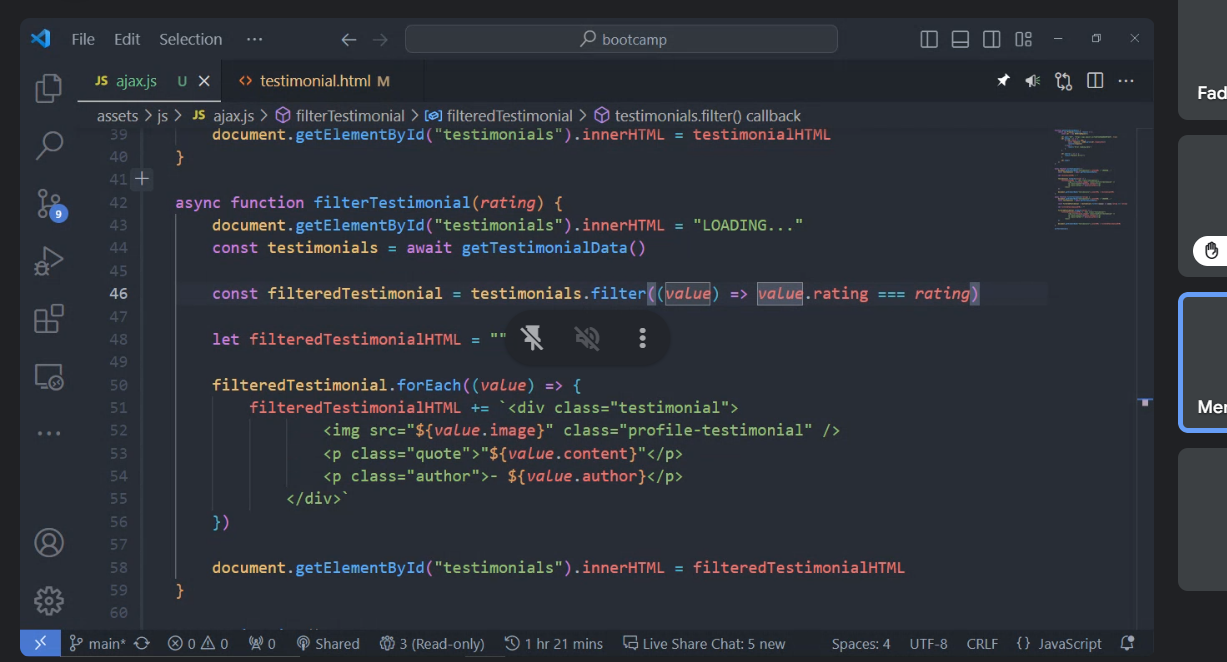 File Edit Selection ··· bootcamp
JS ajax.js U testimonial.html M
assets > js > JS ajax.js > filterTestimonial > filteredTestimonial > testimonials.filter() callback
39 document.getElementById("testimonials").innerHTML = testimonialHTML
40 }
41
42 async function filterTestimonial(rating) {
43 document.getElementById("testimonials").innerHTML = "LOADING..."
44 const testimonials = await getTestimonialData()
45
46 const filteredTestimonial = testimonials.filter((value) => value.rating === rating)
47
48 let filteredTestimonialHTML = ""
49
50 filteredTestimonial.forEach((value) => {
51 filteredTestimonialHTML += `<div class="testimonial">
52 <img src="${value.image}" class="profile-testimonial" />
53 <p class="quote">"${value.content}"</p>
54 <p class="author">- ${value.author}</p>
55 </div>`
56 })
57
58 document.getElementById("testimonials").innerHTML = filteredTestimonialHTML
59 }
60
9
main* 0 0 0 Shared 3 (Read-only) 1 hr 21 mins Live Share Chat: 5 new Spaces: 4 UTF-8 CRLF {} JavaScript
Fad
Mer